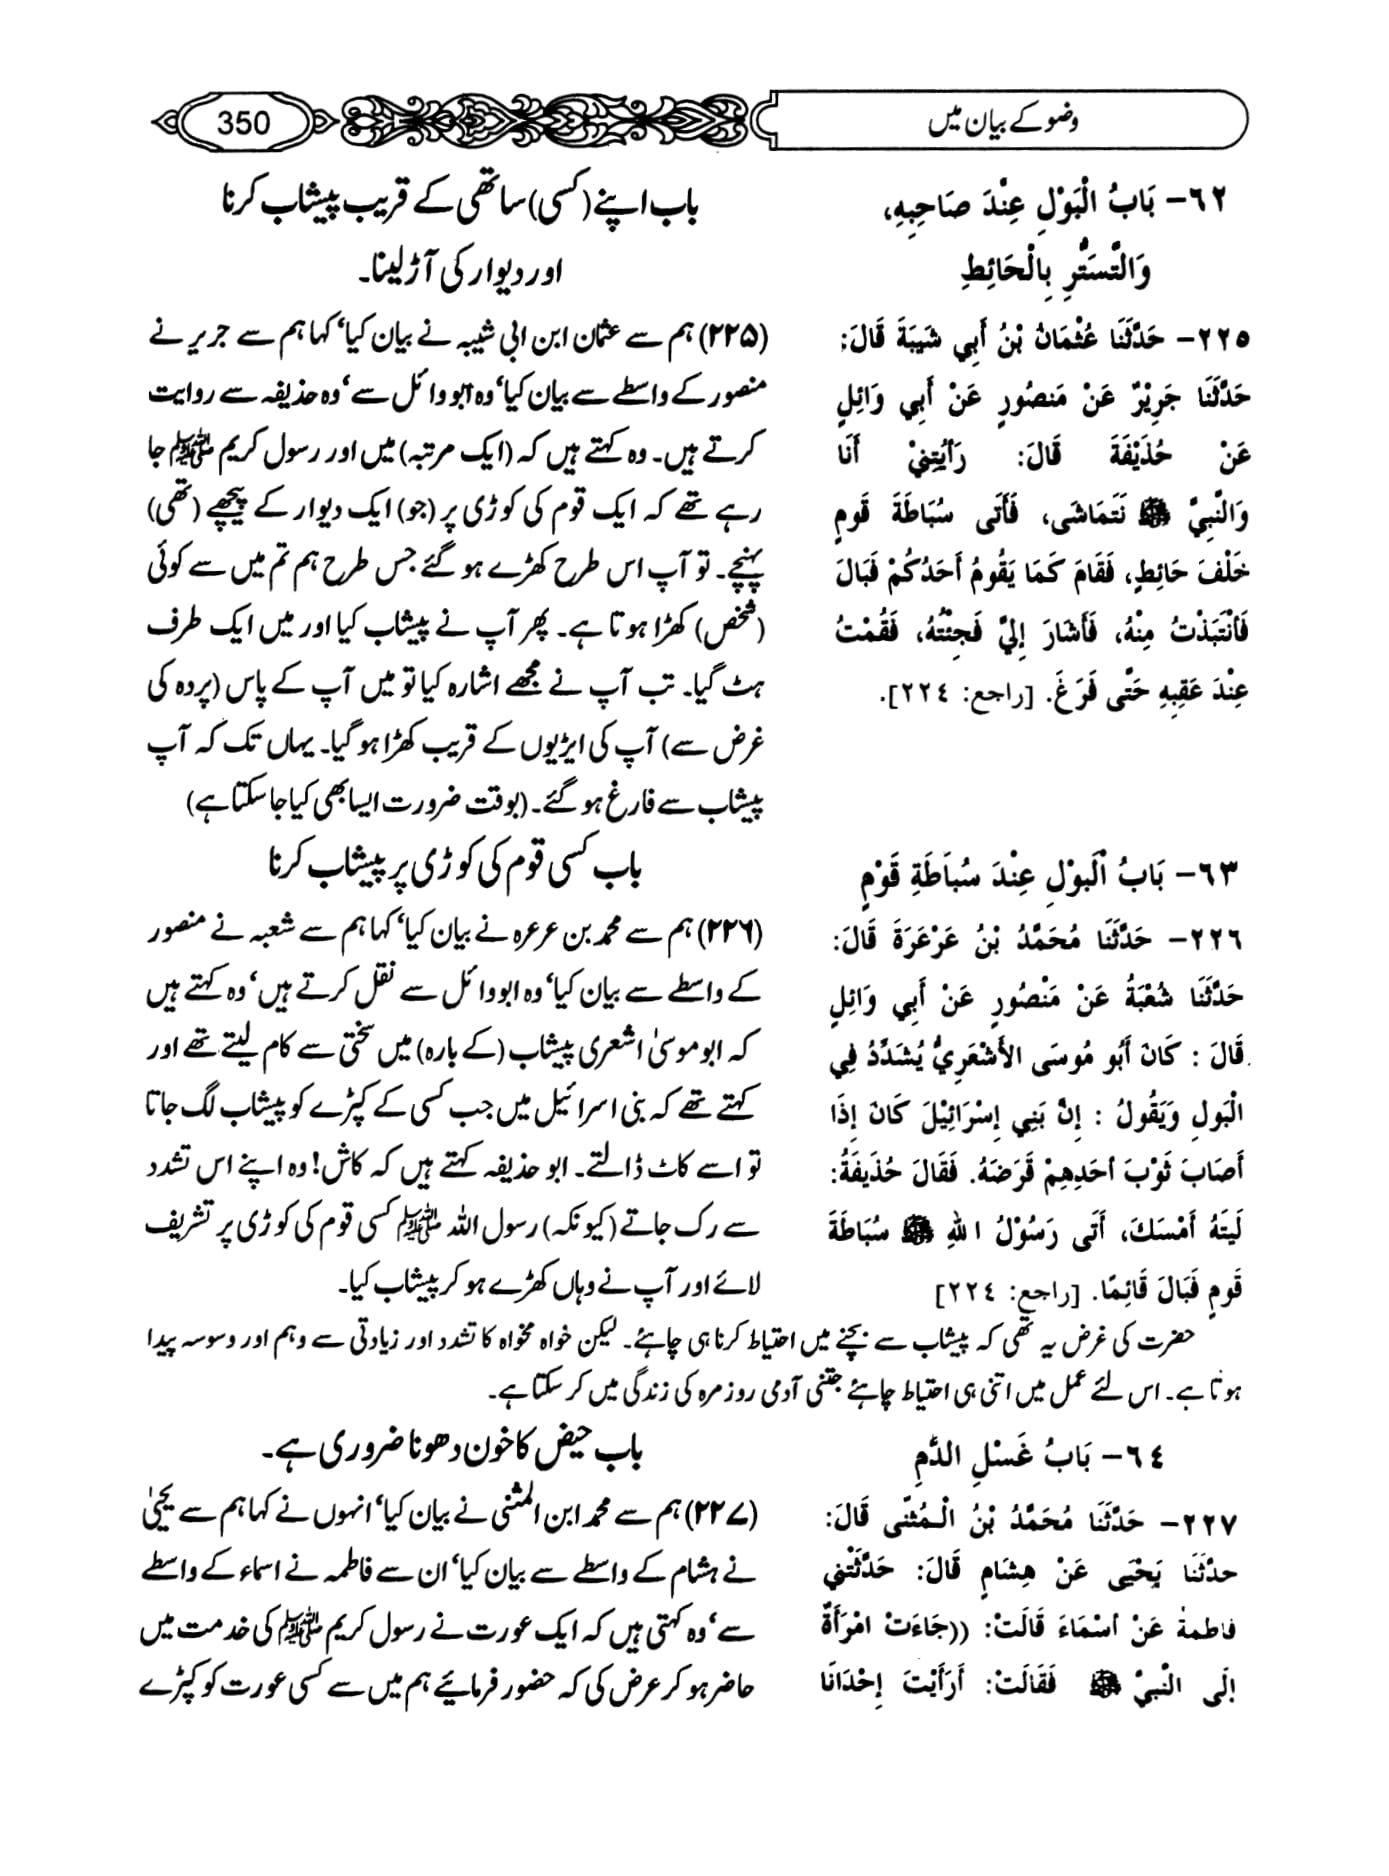 وضو کے بیان میں
350
٦٢- بَابُ الْبَوْلِ عِنْدَ صَاحِبِهِ،
وَالتَّسَتُّرِ بِالْحَائِطِ
٢٢٥- حَدَّثَنَا عُثْمَانُ بْنُ أَبِي شَيْبَةَ قَالَ:
حَدَّثَنَا جَرِيْرٌ عَنْ مَنصُورٍ عَنْ أَبِي وَائِلٍ
عَنْ حُذَيْفَةَ قَالَ: رَأَيْتِنِيْ أَنَا
وَالنَّبِيَّ ﷺ نَتَمَاشَى، فَأَتَى سُبَاطَةَ قَومٍ
خَلْفَ حَائِطٍ، فَقَامَ كَمَا يَقُومُ أَحَدُكُمْ فَبَالَ
فَانْتَبَذْتُ مِنْهُ، فَأَشَارَ إِلَيَّ فَجِئْتُهُ، فَقُمْتُ
عِنْدَ عَقِبِهِ حَتَّى فَرَغَ. [راجع: ٢٢٤].
باب اپنے (کسی) ساتھی کے قریب پیشاب کرنا
اور دیوار کی آڑ لینا۔
(۲۲۵) ہم سے عثمان ابن ابی شیبہ نے بیان کیا‘ کہا ہم سے جریر نے
منصور کے واسطے سے بیان کیا‘ وہ ابو وائل سے‘ وہ حذیفہ سے روایت
کرتے ہیں۔ وہ کہتے ہیں کہ (ایک مرتبہ) میں اور رسول کریم ﷺ جا
رہے تھے کہ ایک قوم کی کوڑی پر (جو) ایک دیوار کے پیچھے (تھی)
پہنچے۔ تو آپ اس طرح کھڑے ہو گئے جس طرح ہم تم میں سے کوئی
(شخص) کھڑا ہوتا ہے۔ پھر آپ نے پیشاب کیا اور میں ایک طرف
ہٹ گیا۔ تب آپ نے مجھے اشارہ کیا تو میں آپ کے پاس (پردہ کی
غرض سے) آپ کی ایڑیوں کے قریب کھڑا ہو گیا۔ یہاں تک کہ آپ
پیشاب سے فارغ ہو گئے۔ (بوقت ضرورت ایسا بھی کیا جا سکتا ہے)
٦٣- بَابُ الْبَوْلِ عِنْدَ سُبَاطَةِ قَوْمٍ
٢٢٦- حَدَّثَنَا مُحَمَّدُ بْنُ عَرْعَرَةَ قَالَ:
حَدَّثَنَا شُعْبَةُ عَنْ مَنْصُورٍ عَنْ أَبِي وَائِلٍ
قَالَ : كَانَ أَبُو مُوسَى الأَشْعَرِيُّ يُشَدِّدُ فِي
الْبَولِ وَيَقُولُ : إِنَّ بَنِي إِسْرَائِيْلَ كَانَ إِذَا
أَصَابَ ثَوْبَ أَحَدِهِمْ قَرَضَهُ. فَقَالَ حُذَيفَةُ:
لَيْتَهُ أَمْسَكَ، أَتَى رَسُوْلُ اللهِ ﷺ سُبَاطَةَ
قَومٍ فَبَالَ قَائِمًا. [راجع: ٢٢٤]
باب کسی قوم کی کوڑی پر پیشاب کرنا
(۲۲۶) ہم سے محمد بن عرعرہ نے بیان کیا‘ کہا ہم سے شعبہ نے منصور
کے واسطے سے بیان کیا‘ وہ ابو وائل سے نقل کرتے ہیں‘ وہ کہتے ہیں
کہ ابو موسیٰ اشعری پیشاب (کے بارہ) میں سختی سے کام لیتے تھے اور
کہتے تھے کہ بنی اسرائیل میں جب کسی کے کپڑے کو پیشاب لگ جاتا
تو اسے کاٹ ڈالتے۔ ابو حذیفہ کہتے ہیں کہ کاش! وہ اپنے اس تشدد
سے رک جاتے (کیونکہ) رسول اللہ ﷺ کسی قوم کی کوڑی پر تشریف
لائے اور آپ نے وہاں کھڑے ہو کر پیشاب کیا۔
حضرت کی غرض یہ تھی کہ پیشاب سے بچنے میں احتیاط کرنا ہی چاہئے۔ لیکن خواہ مخواہ کا تشدد اور زیادتی سے وہم اور وسوسہ پیدا
ہوتا ہے۔ اس لئے عمل میں اتنی ہی احتیاط چاہئے جتنی آدمی روز مرہ کی زندگی میں کر سکتا ہے۔
٦٤- بَابُ غَسْلِ الدَّمِ
٢٢٧- حَدَّثَنَا مُحَمَّدُ بْنُ الْمُثَنَّى قَالَ:
حَدَّثَنَا يَحْيَى عَنْ هِشَامٍ قَالَ: حَدَّثَتْنِي
فَاطِمَةُ عَنْ أَسْمَاءَ قَالَتْ: ((جَاءَتْ امْرَأَةٌ
إِلَى النَّبِيِّ ﷺ فَقَالَتْ: أَرَأَيْتَ إِحْدَانَا
باب حیض کا خون دھونا ضروری ہے۔
(۲۲۷) ہم سے محمد ابن المثنی نے بیان کیا‘ انہوں نے کہا ہم سے یحییٰ
نے ہشام کے واسطے سے بیان کیا‘ ان سے فاطمہ نے اسماء کے واسطے
سے‘ وہ کہتی ہیں کہ ایک عورت نے رسول کریم ﷺ کی خدمت میں
حاضر ہو کر عرض کی کہ حضور فرمائیے ہم میں سے کسی عورت کو کپڑے